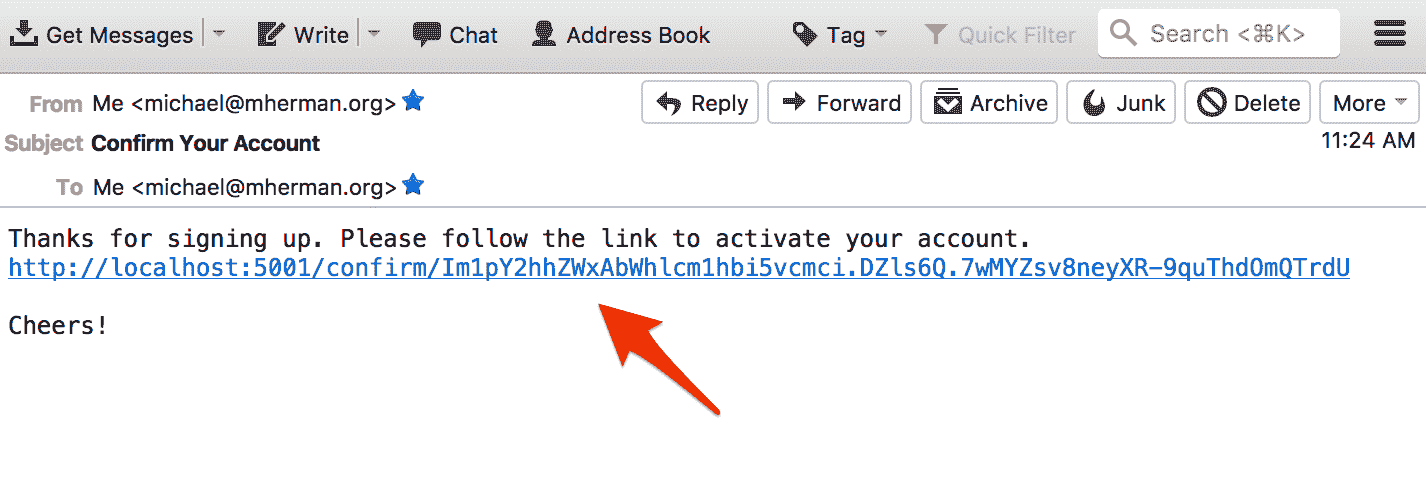 Get Messages Write Chat Address Book Tag Quick Filter Search <⌘K>
From Me <michael@mherman.org> Reply Forward Archive Junk Delete More
Subject Confirm Your Account 11:24 AM
To Me <michael@mherman.org>
Thanks for signing up. Please follow the link to activate your account.
http://localhost:5001/confirm/Im1pY2hhZWxAbWhlcm1hbi5vcmci.DZls6Q.7wMYZsv8neyXR-9quThdOmQTrdU
Cheers!